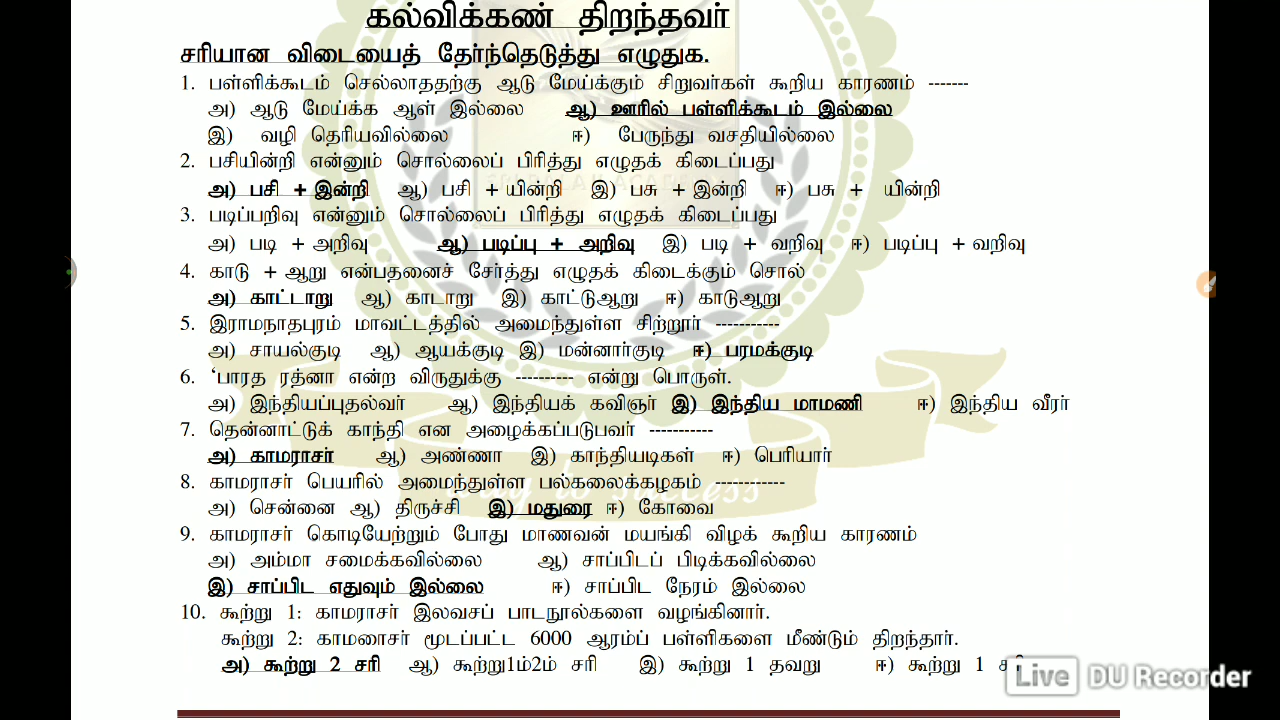 கல்விக்கண் திறந்தவர்
சரியான விடையைத் தேர்ந்தெடுத்து எழுதுக.
1. பள்ளிக்கூடம் செல்லாததற்கு ஆடு மேய்க்கும் சிறுவர்கள் கூறிய காரணம் -------
அ) ஆடு மேய்க்க ஆள் இல்லை ஆ) ஊரில் பள்ளிக்கூடம் இல்லை
இ) வழி தெரியவில்லை ஈ) பேருந்து வசதியில்லை
2. பசியின்றி என்னும் சொல்லைப் பிரித்து எழுதக் கிடைப்பது
அ) பசி + இன்றி ஆ) பசி + யின்றி இ) பசு + இன்றி ஈ) பசு + யின்றி
3. படிப்பறிவு என்னும் சொல்லைப் பிரித்து எழுதக் கிடைப்பது
அ) படி + அறிவு ஆ) படிப்பு + அறிவு இ) படி + வறிவு ஈ) படிப்பு + வறிவு
4. காடு + ஆறு என்பதனைச் சேர்த்து எழுதக் கிடைக்கும் சொல்
அ) காட்டாறு ஆ) காடாறு இ) காட்டுஆறு ஈ) காடுஆறு
5. இராமநாதபுரம் மாவட்டத்தில் அமைந்துள்ள சிற்றூர் -----------
அ) சாயல்குடி ஆ) ஆயக்குடி இ) மன்னார்குடி ஈ) பரமக்குடி
6. ‘பாரத ரத்னா என்ற விருதுக்கு ---------- என்று பொருள்.
அ) இந்தியப்புதல்வர் ஆ) இந்தியக் கவிஞர் இ) இந்திய மாமணி ஈ) இந்திய வீரர்
7. தென்னாட்டுக் காந்தி என அழைக்கப்படுபவர் -----------
அ) காமராசர் ஆ) அண்ணா இ) காந்தியடிகள் ஈ) பெரியார்
8. காமராசர் பெயரில் அமைந்துள்ள பல்கலைக்கழகம் ------------
அ) சென்னை ஆ) திருச்சி இ) மதுரை ஈ) கோவை
9. காமராசர் கொடியேற்றும் போது மாணவன் மயங்கி விழக் கூறிய காரணம்
அ) அம்மா சமைக்கவில்லை ஆ) சாப்பிடப் பிடிக்கவில்லை
இ) சாப்பிட எதுவும் இல்லை ஈ) சாப்பிட நேரம் இல்லை
10. கூற்று 1: காமராசர் இலவசப் பாடநூல்களை வழங்கினார்.
கூற்று 2: காமரைசர் மூடப்பட்ட 6000 ஆரம்ப் பள்ளிகளை மீண்டும் திறந்தார்.
அ) கூற்று 2 சரி ஆ) கூற்று1ம்2ம் சரி இ) கூற்று 1 தவறு ஈ) கூற்று 1
Live DU Recorder